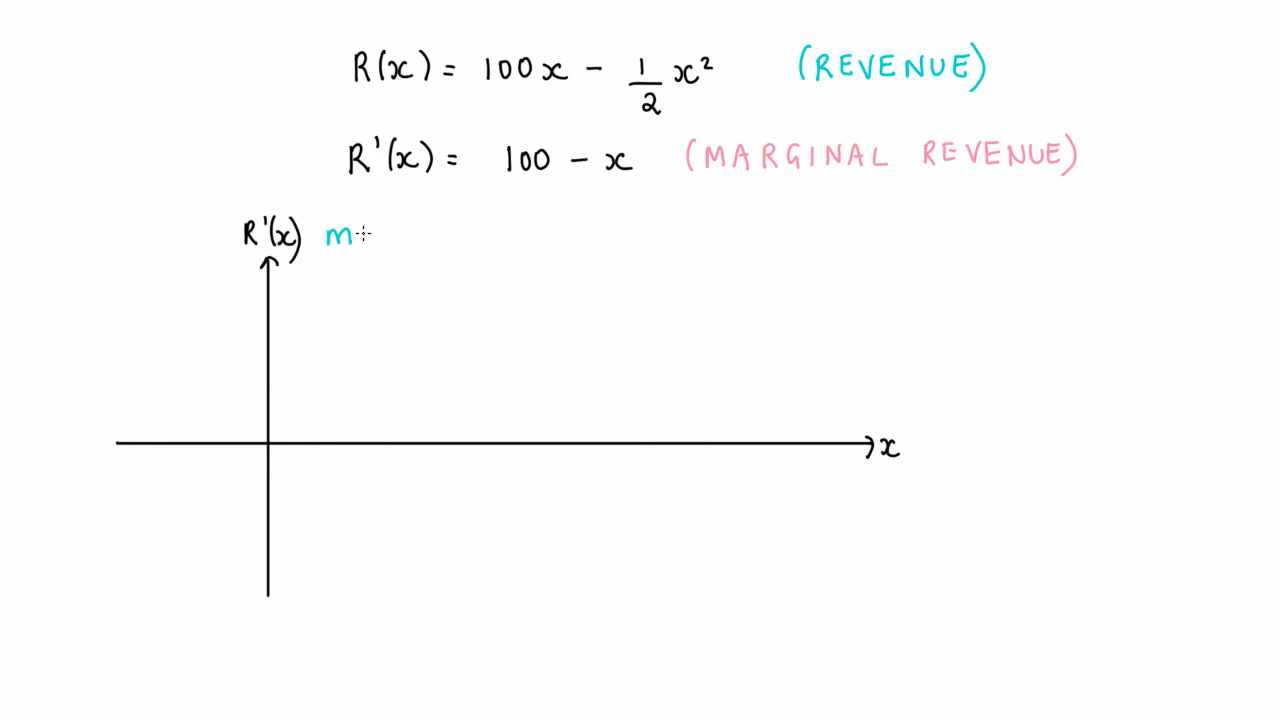 R(x) = 100x - 1/2 x² (REVENUE)
R'(x) = 100 - x (MARGINAL REVENUE)
R'(x) m
x